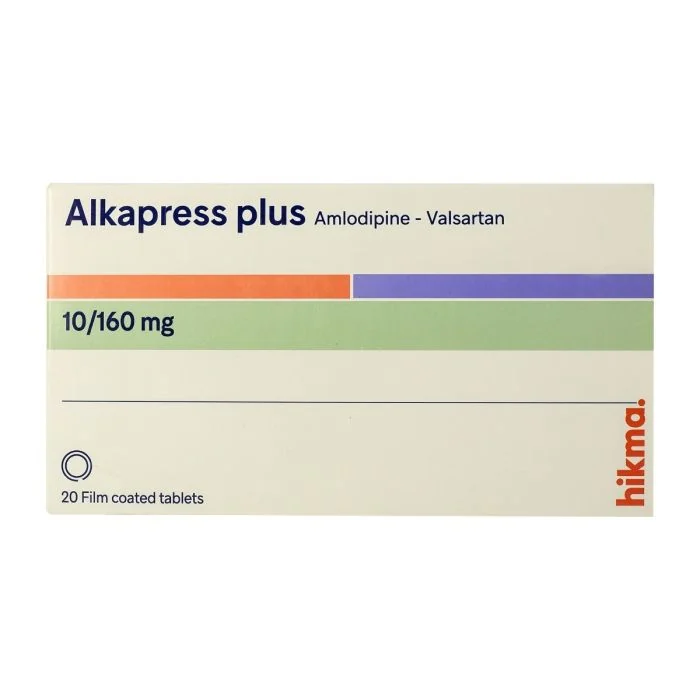 Alkapress plus Amlodipine - Valsartan
10/160 mg
20 Film coated tablets
hikma.